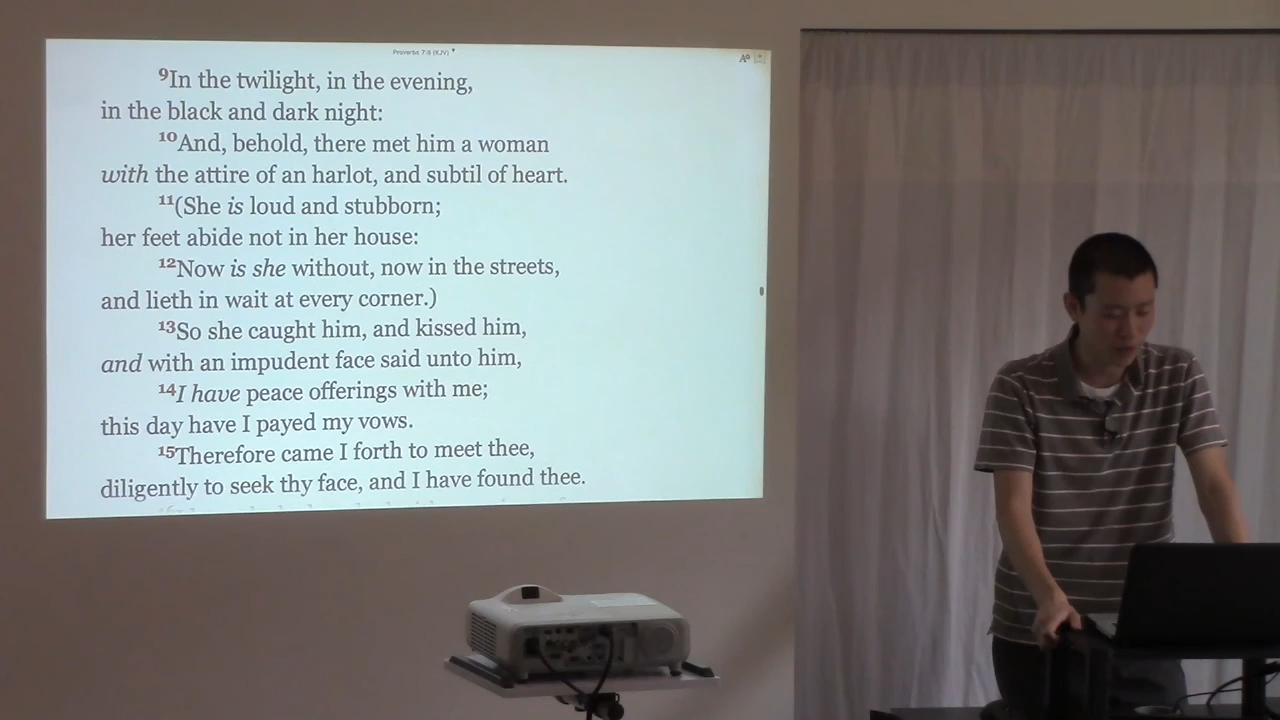 Proverbs 7-8 (KJV)
9In the twilight, in the evening,
in the black and dark night:
10And, behold, there met him a woman
with the attire of an harlot, and subtil of heart.
11(She is loud and stubborn;
her feet abide not in her house:
12Now is she without, now in the streets,
and lieth in wait at every corner.)
13So she caught him, and kissed him,
and with an impudent face said unto him,
14I have peace offerings with me;
this day have I payed my vows.
15Therefore came I forth to meet thee,
diligently to seek thy face, and I have found thee.